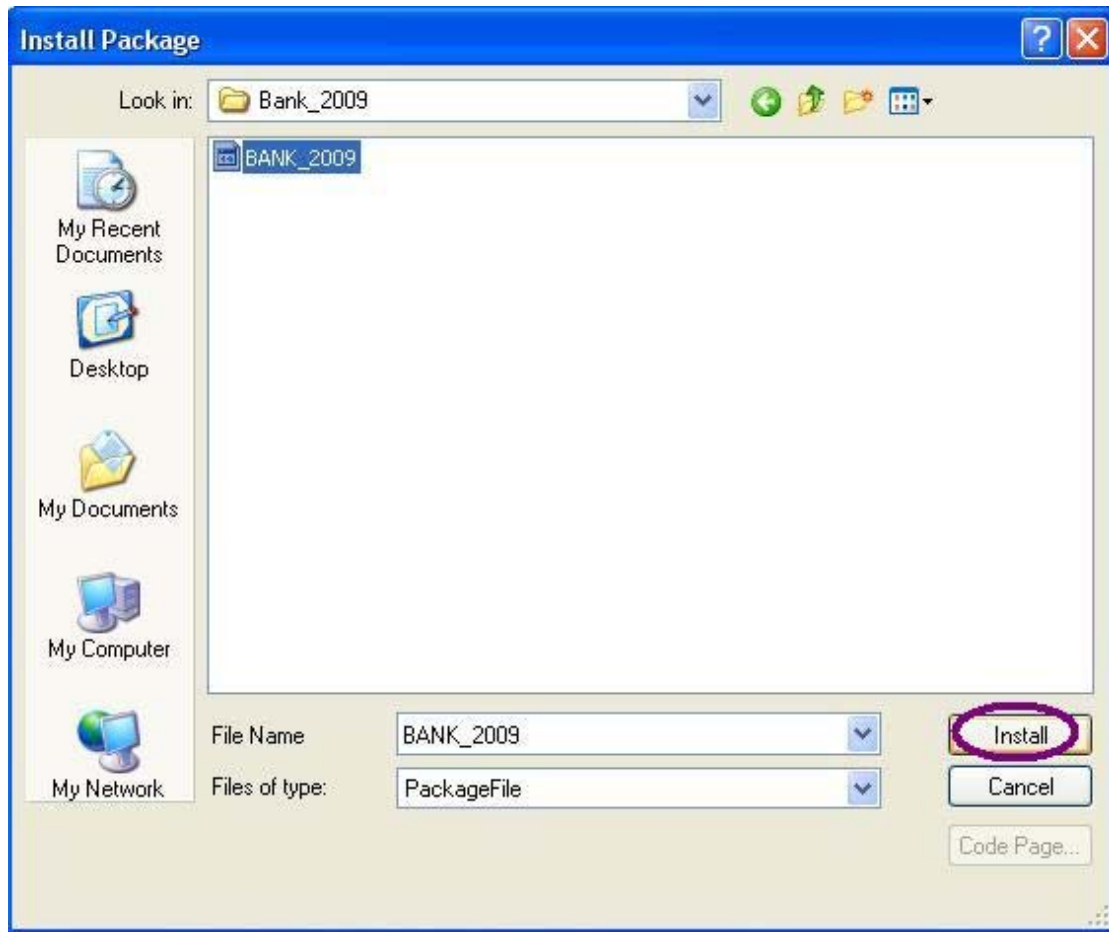 Install Package
Look in: Bank_2009
BANK_2009
My Recent
Documents
Desktop
My Documents
My Computer
My Network
File Name BANK_2009 Install
Files of type: PackageFile Cancel
Code Page...